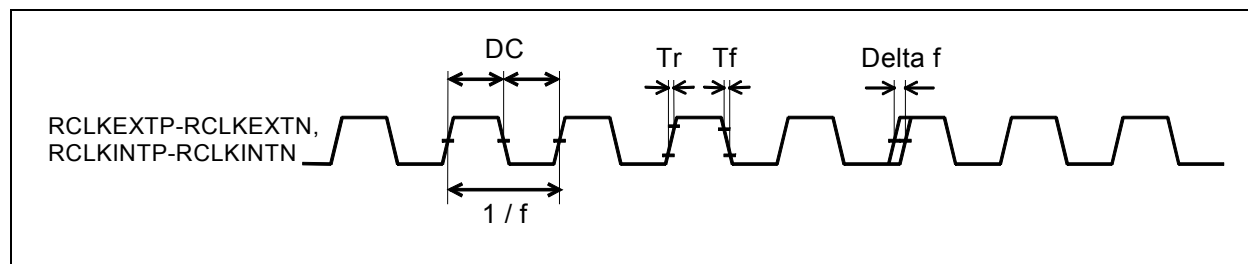 DC
Tr Tf
Delta f
RCLKEXTP-RCLKEXTN,
RCLKINTP-RCLKINTN
1 / f